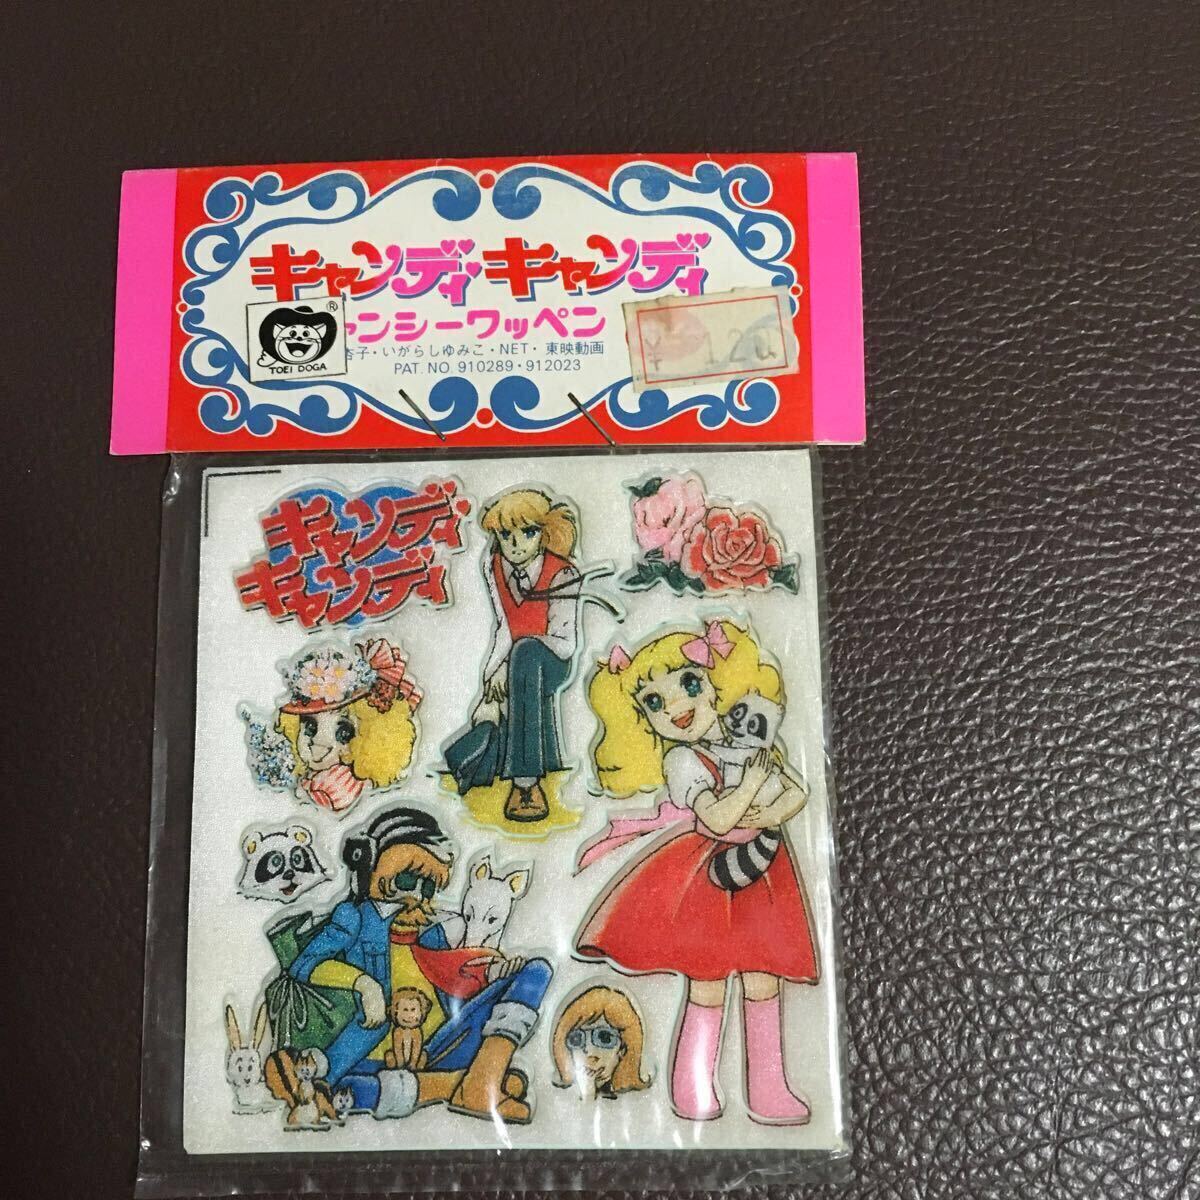 キャンディ・キャンディ
ャンシーワッペン
®
TOEI DOGA
杏子・いがらしゆみこ・NET・東映動画
PAT. NO. 910289・912023
キャンディ
キャンディ